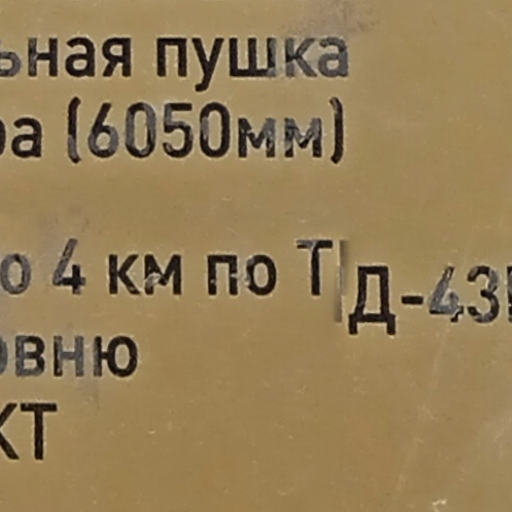 ьная пушка
ра (6050мм)
о 4 км по Т Д-43
овню
КТ